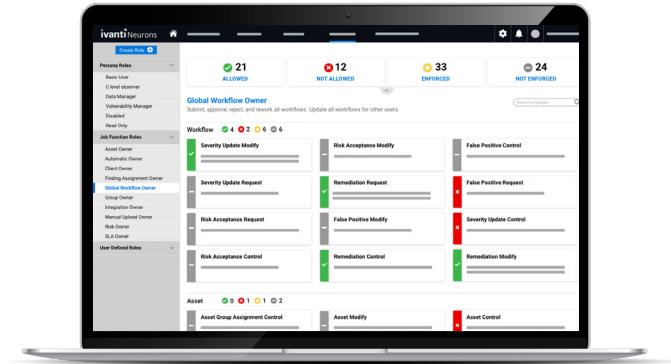 ivanti Neurons
Create Role
21
ALLOWED
12
NOT ALLOWED
33
ENFORCED
24
NOT ENFORCED
Persona Roles
Basic User
C level observer
Data Manager
Vulnerability Manager
Disabled
Read Only
Job Function Roles
Asset Owner
Automatic Owner
Client Owner
Finding Assignment Owner
Global Workflow Owner
Group Owner
Integration Owner
Manual Upload Owner
Risk Owner
SLA Owner
User Defined Roles
Global Workflow Owner
Submit, approve, reject, and rework all workflows. Update all workflows for other users.
Search privileges
Workflow 4 2 6 6
Severity Update Modify
Risk Acceptance Modify
False Positive Control
Severity Update Request
Remediation Request
False Positive Request
Risk Acceptance Request
False Positive Modify
Severity Update Control
Risk Acceptance Control
Remediation Control
Remediation Modify
Asset 0 1 1 2
Asset Group Assignment Control
Asset Modify
Asset Control